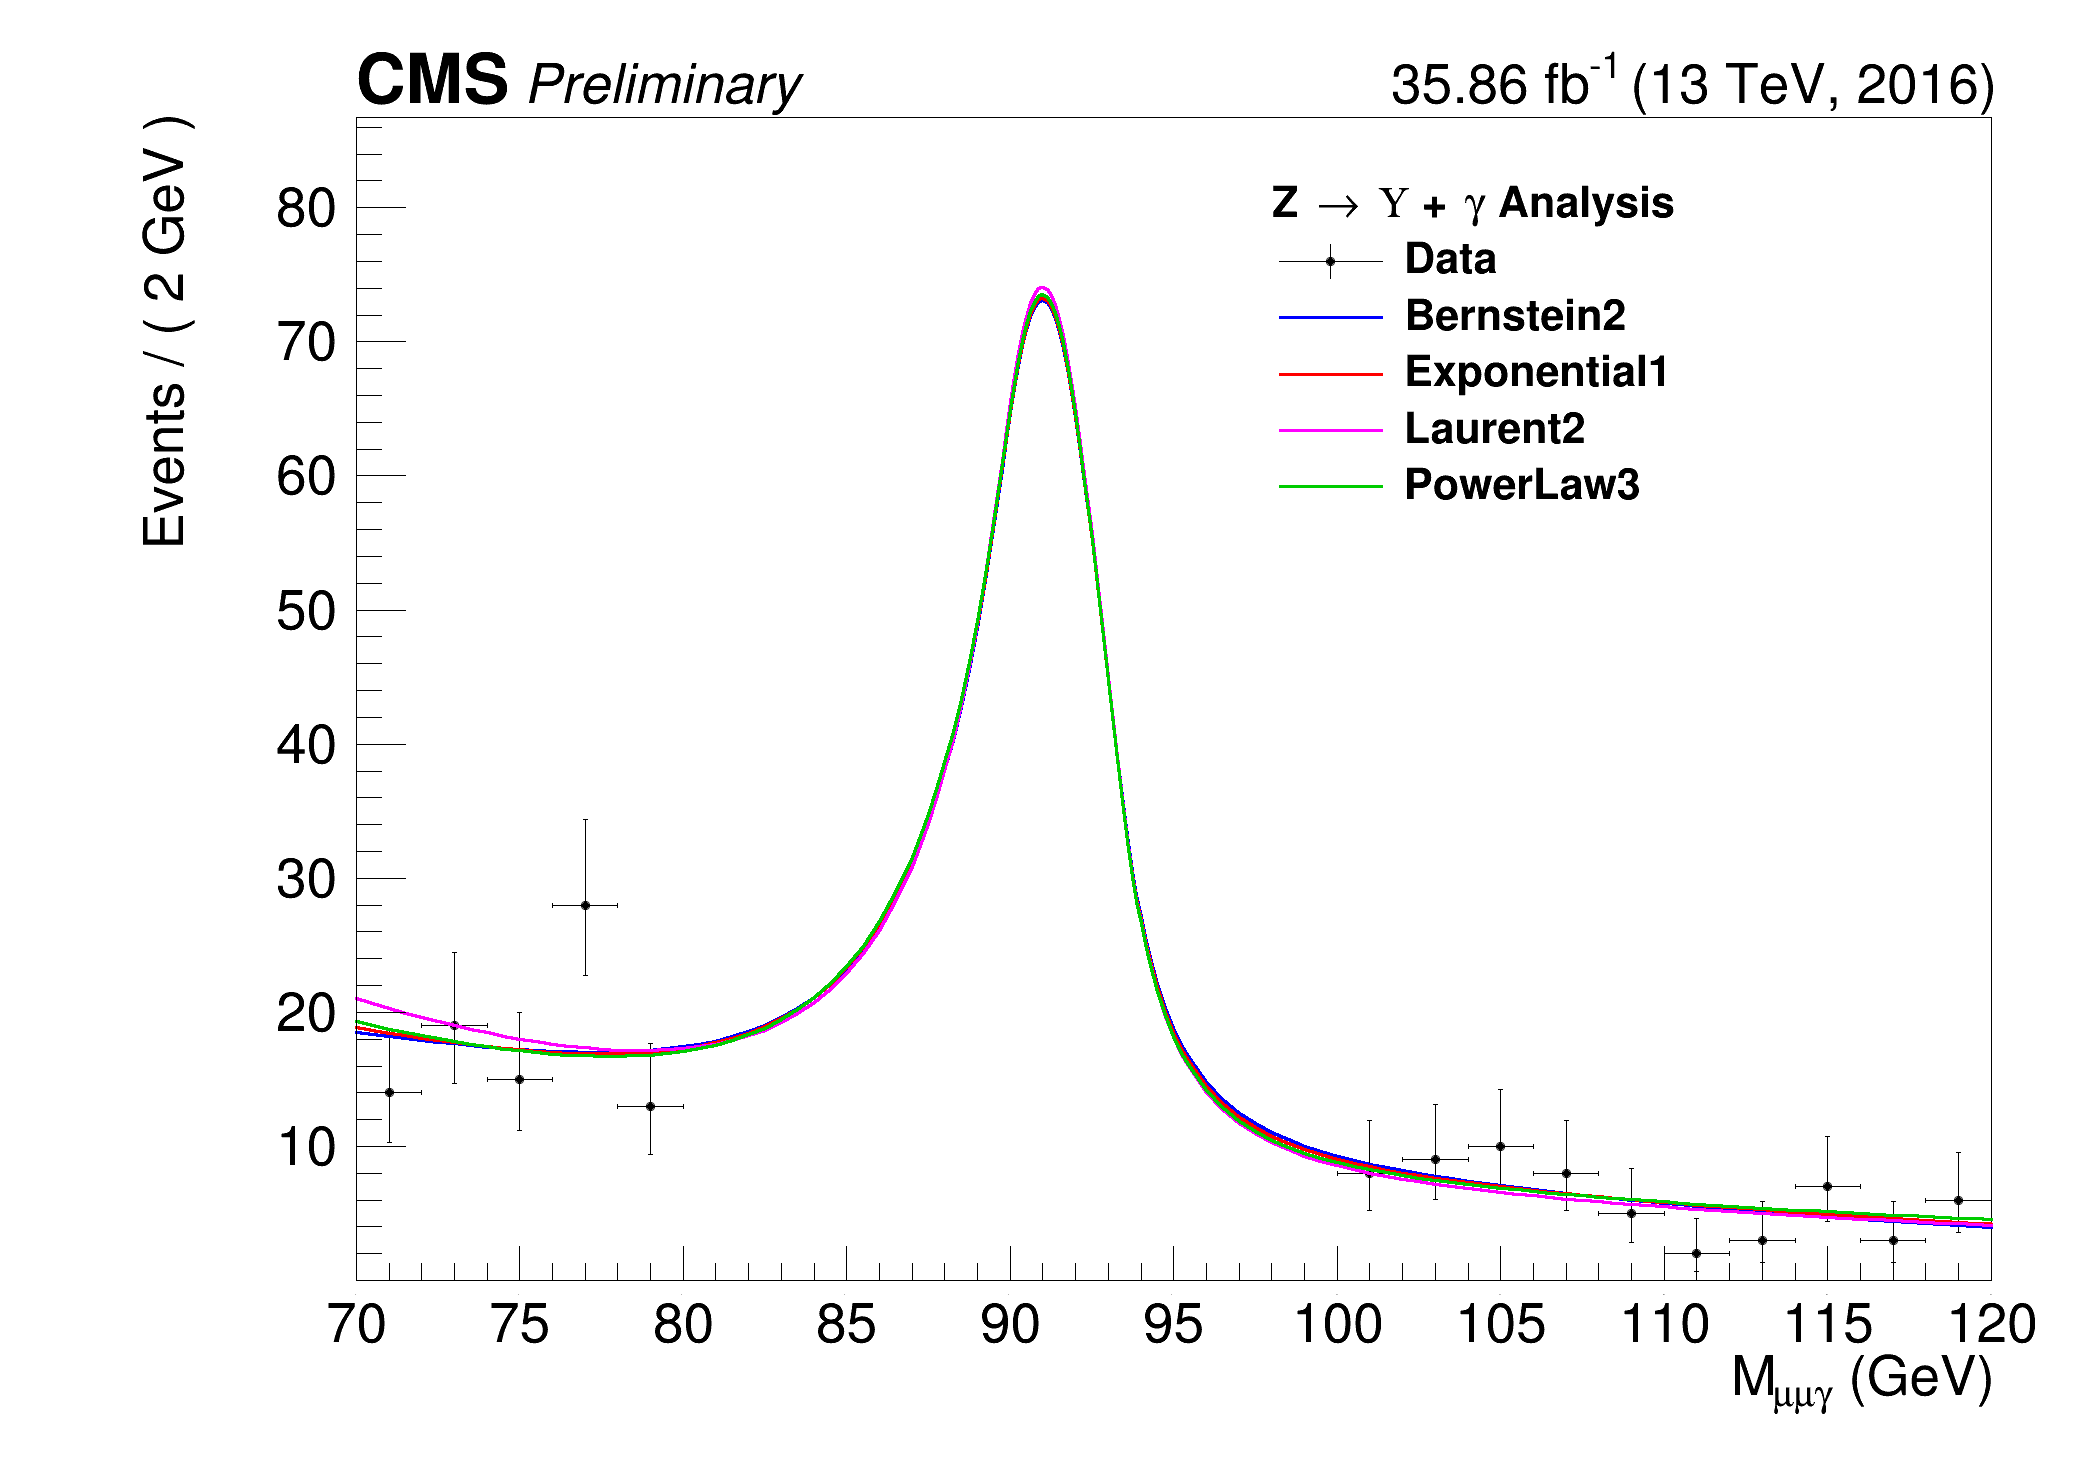 CMS Preliminary 35.86 fb⁻¹ (13 TeV, 2016)
Events / ( 2 GeV )
80
70
60
50
40
30
20
10
Z → Υ + γ Analysis
Data
Bernstein2
Exponential1
Laurent2
PowerLaw3
70 75 80 85 90 95 100 105 110 115 120
M_μμγ (GeV)